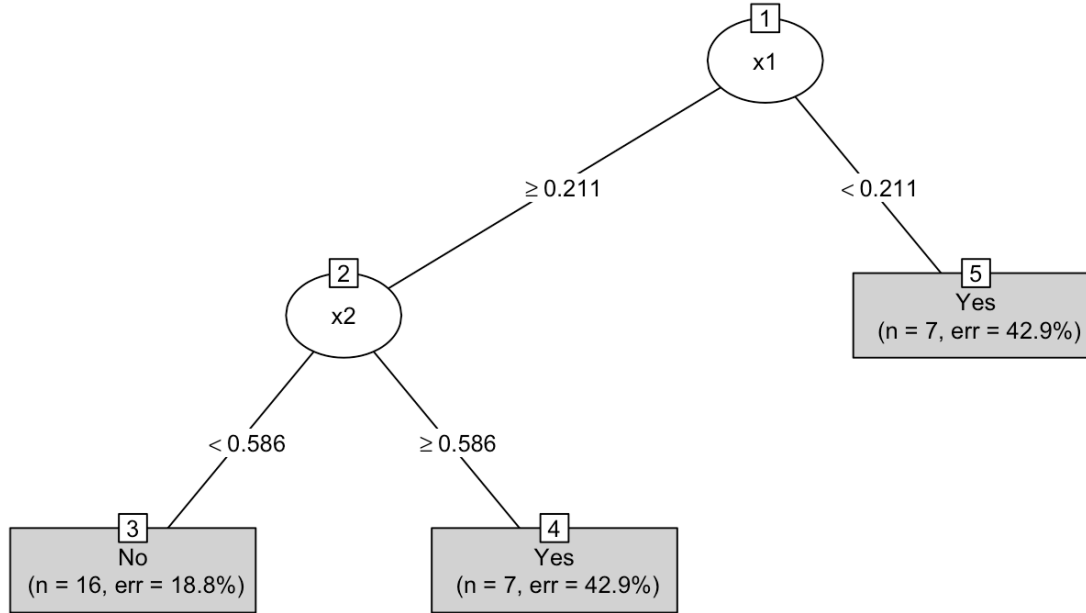 1
x1
≥ 0.211
< 0.211
2
x2
5
Yes
(n = 7, err = 42.9%)
< 0.586
≥ 0.586
3
No
(n = 16, err = 18.8%)
4
Yes
(n = 7, err = 42.9%)